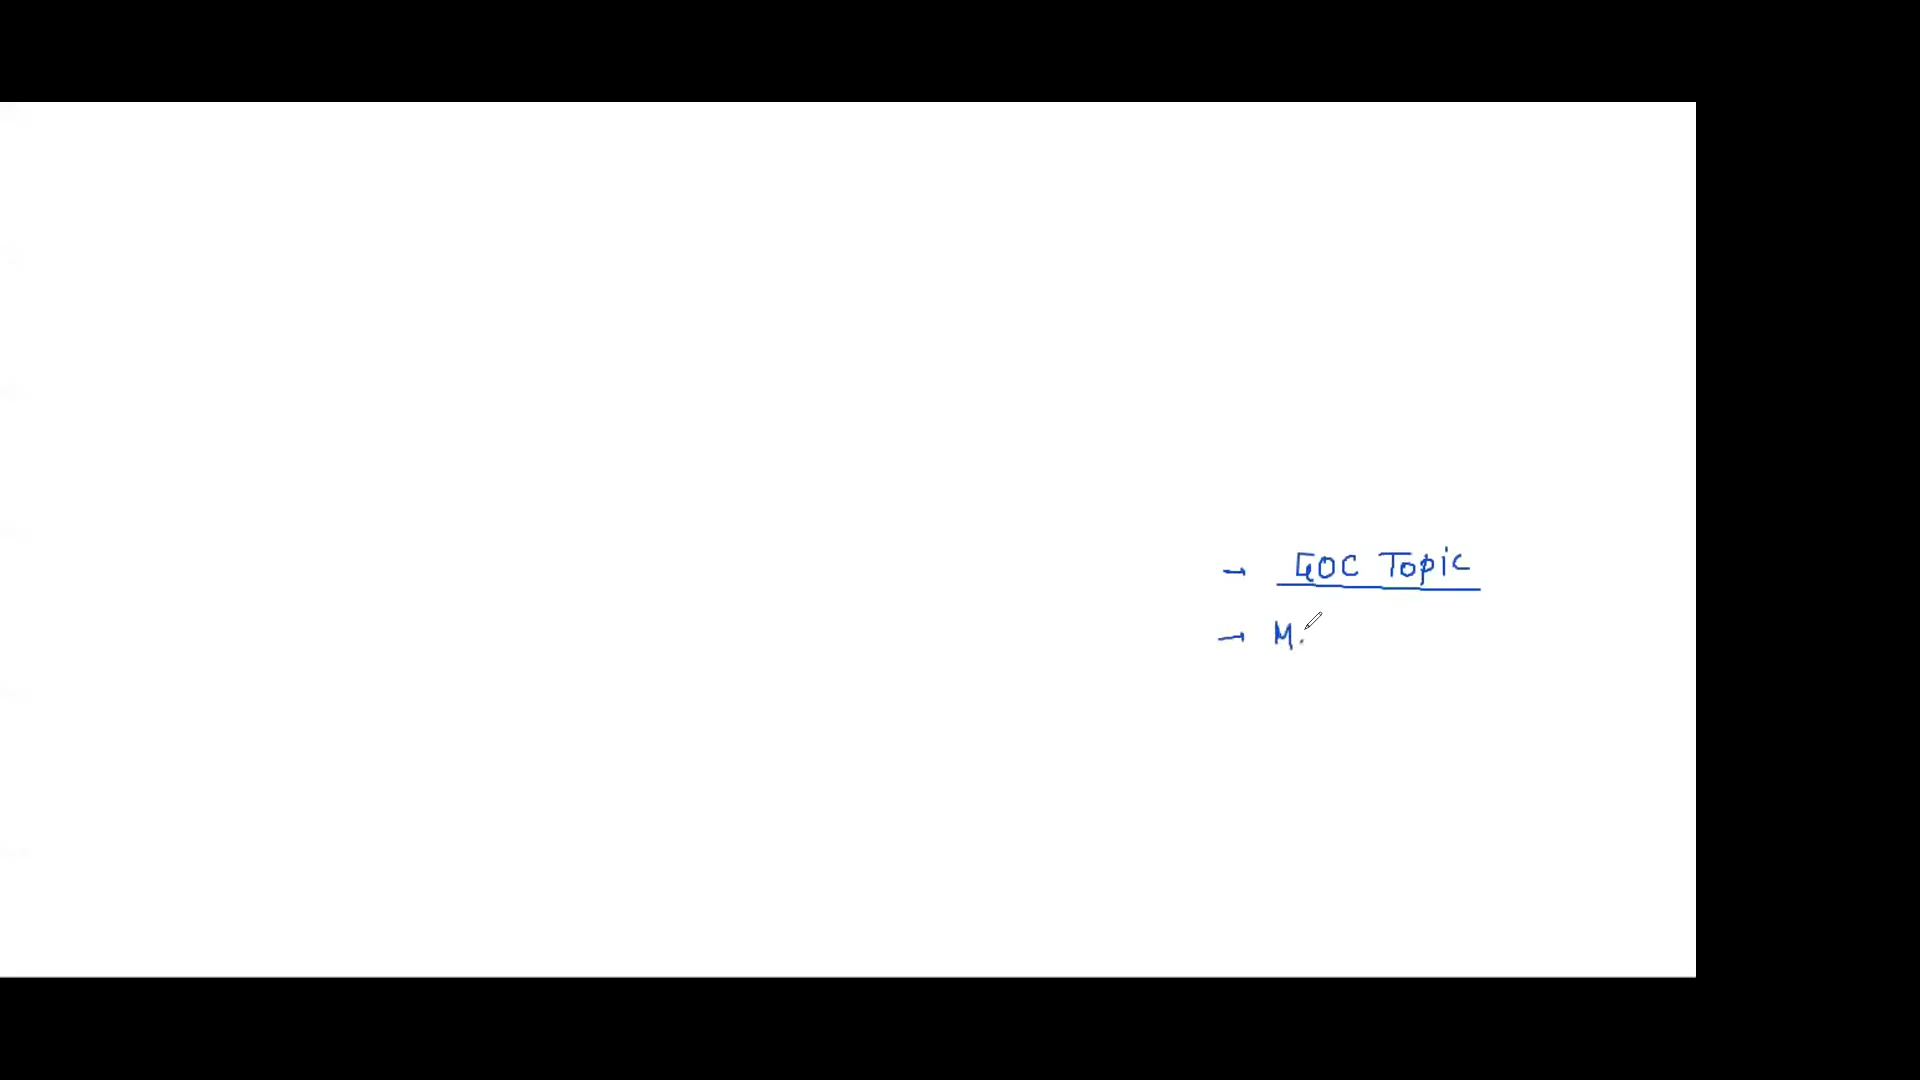 → GOC Topic
→ M.